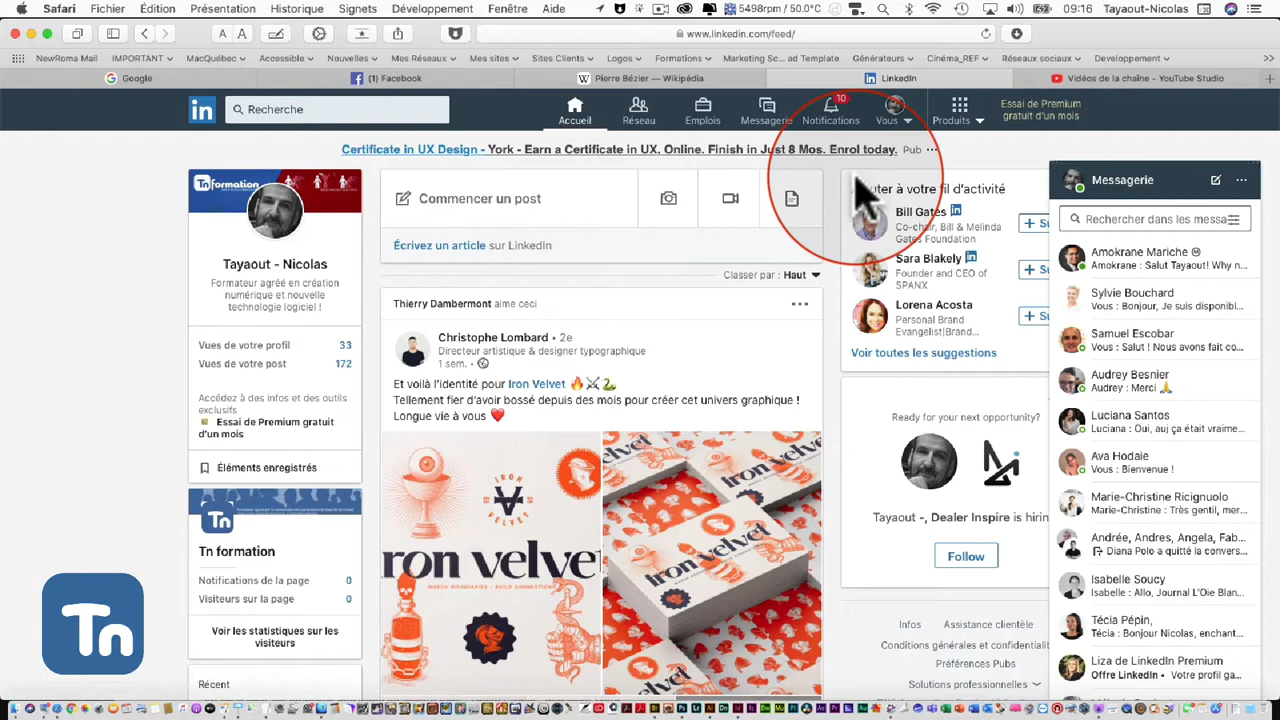 Safari Fichier Édition Présentation Historique Signets Développement Fenêtre Aide 5498rpm / 50.0°C 09:16 Tayaout-Nicolas
A A www.linkedin.com/feed/
NewRoma Mail IMPORTANT MacQuébec Accessible Nouvelles Mes Réseaux Mes sites Sites Clients Logos Formations Marketing Sc...ad Template Générateurs Cinéma_REF Réseaux sociaux Developpement
Google (1) Facebook Pierre Bézier — Wikipédia LinkedIn Vidéos de la chaîne - YouTube Studio
in Recherche Accueil Réseau Emplois Messagerie 10 Notifications Vous Produits
Essai de Premium
gratuit d'un mois
Certificate in UX Design - York - Earn a Certificate in UX, Online. Finish in Just 8 Mos. Enrol today. Pub ...
Tn formation
Tayaout - Nicolas
Formateur agréé en création
numérique et nouvelle
technologie logiciel !
Vues de votre profil 33
Vues de votre post 172
Accédez à des infos et des outils
exclusifs
Essai de Premium gratuit
d'un mois
Éléments enregistrés
Tn
Tn formation
Notifications de la page 0
Visiteurs sur la page 0
Voir les statistiques sur les
visiteurs
Récent
Tn
Commencer un post
Écrivez un article sur LinkedIn
Classer par : Haut
Thierry Dambermont aime ceci
Christophe Lombard • 2e
Directeur artistique & designer typographique
1 sem. •
Et voilà l'identité pour Iron Velvet 🔥⚔️🐍
Tellement fier d'avoir bossé depuis des mois pour créer cet univers graphique !
Longue vie à vous ❤️
IRON
VELVET
Iron velvet
outer à votre fil d'activité
Bill Gates
Co-chair, Bill & Melinda
Gates Foundation
+ Su
Sara Blakely
Founder and CEO of
SPANX
+ Su
Lorena Acosta
Personal Brand
Evangelist|Brand...
+ Su
Voir toutes les suggestions
Ready for your next opportunity?
Tayaout -, Dealer Inspire is hirin
Follow
Infos Assistance clientèle
Conditions générales et confidentialit
Préférences Pubs
Solutions professionnelles
Messagerie
Rechercher dans les messa
Amokrane Mariche
Amokrane : Salut Tayaout! Why n...
Sylvie Bouchard
Vous : Bonjour, Je suis disponibl...
Samuel Escobar
Vous : Salut ! Nous avons fait co...
Audrey Besnier
Audrey : Merci 🙏
Luciana Santos
Luciana : Oui, auj ça était vraime...
Ava Hodaie
Vous : Bienvenue !
Marie-Christine Ricignuolo
Marie-Christine : Très gentil, mer...
Andrée, Andres, Angela, Fab...
Diana Polo a quitté la convers...
Isabelle Soucy
Isabelle : Allo, Journal L'Oie Blan...
Técia Pépin,
Técia : Bonjour Nicolas, enchant...
Liza de LinkedIn Premium
Offre LinkedIn • Votre profil ga...